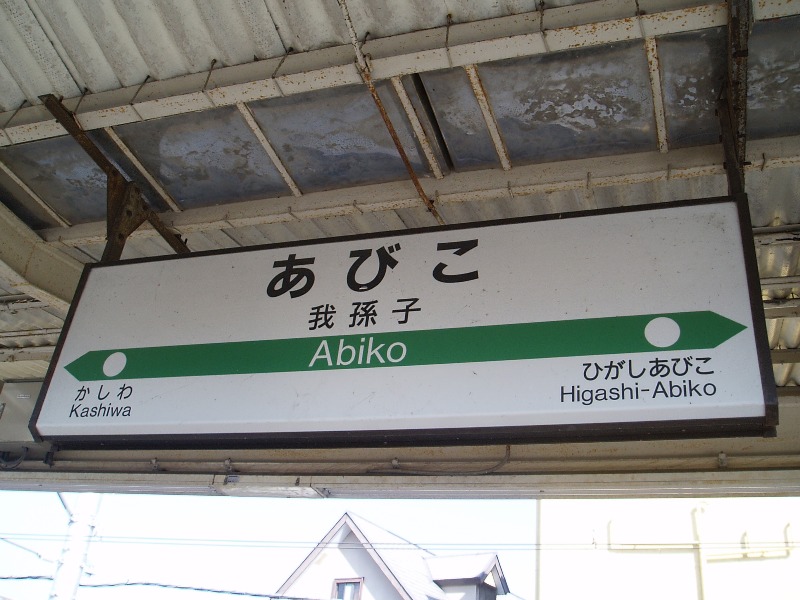 あびこ
我孫子
Abiko
かしわ
Kashiwa
ひがしあびこ
Higashi-Abiko